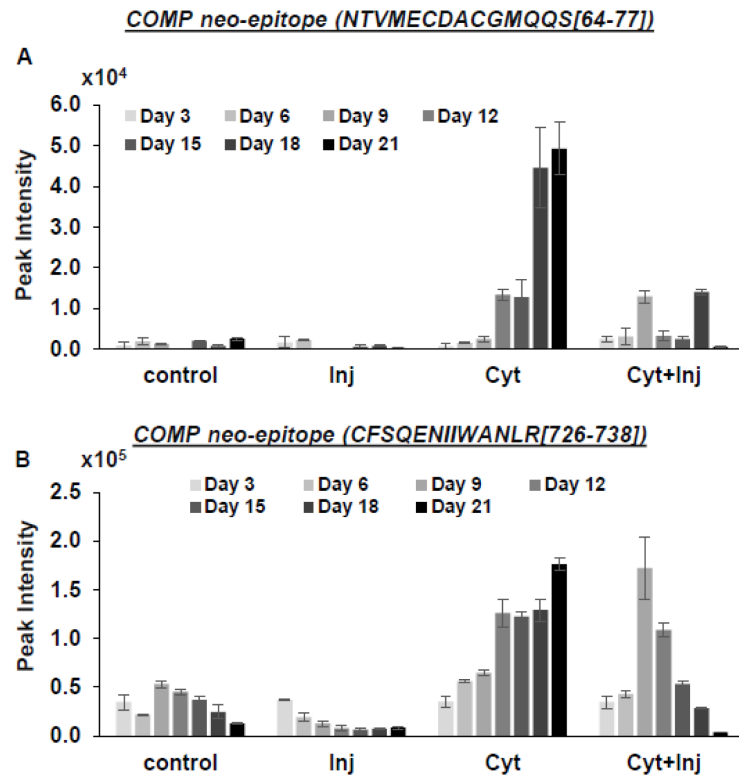 COMP neo-epitope (NTVMECDACGMQQS[64-77])
A
x10⁴
6.0
5.0
4.0
3.0
2.0
1.0
0.0
Peak Intensity
Day 3 Day 6 Day 9 Day 12
Day 15 Day 18 Day 21
control Inj Cyt Cyt+Inj
COMP neo-epitope (CFSQENIIWANLR[726-738])
B
x10⁵
2.5
2.0
1.5
1.0
0.5
0.0
Peak Intensity
Day 3 Day 6 Day 9 Day 12
Day 15 Day 18 Day 21
control Inj Cyt Cyt+Inj